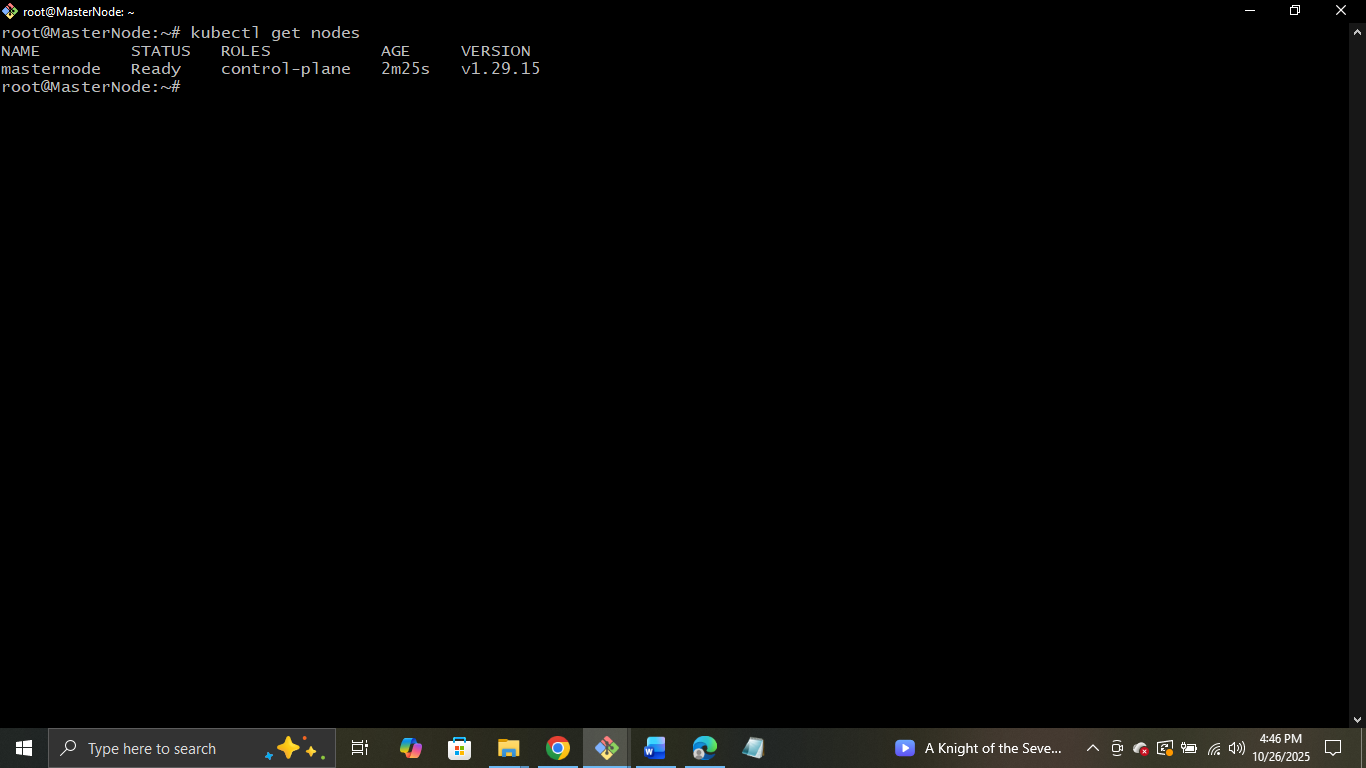 root@MasterNode: ~
root@MasterNode:~# kubectl get nodes
NAME STATUS ROLES AGE VERSION
masternode Ready control-plane 2m25s v1.29.15
root@MasterNode:~#
Type here to search
A Knight of the Seve...
4:46 PM
10/26/2025